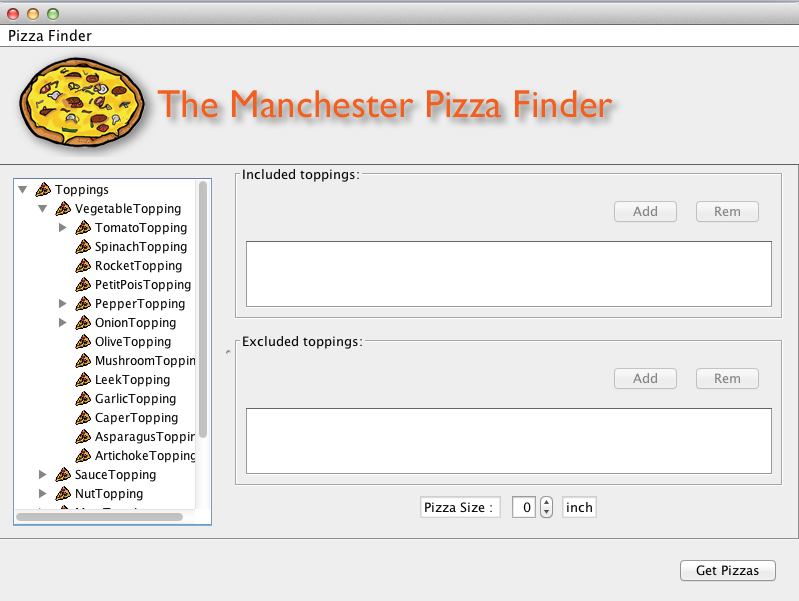 Pizza Finder
The Manchester Pizza Finder
Toppings
VegetableTopping
TomatoTopping
SpinachTopping
RocketTopping
PetitPoisTopping
PepperTopping
OnionTopping
OliveTopping
MushroomToppin
LeekTopping
GarlicTopping
CaperTopping
AsparagusToppin
ArtichokeTopping
SauceTopping
NutTopping
Included toppings:
Add Rem
Excluded toppings:
Add Rem
Pizza Size : 0 inch
Get Pizzas